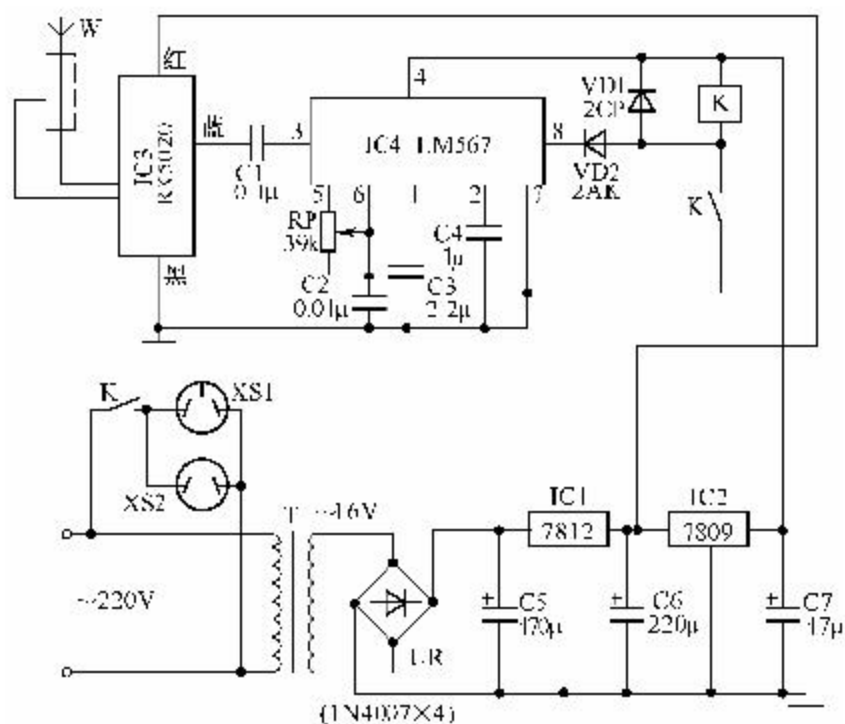 W
红
IC3
RX5020
C1
0.1μ
3
4
IC4 LM567
8
5
6
1
2
7
VD1
2CP
VD2
2AK
K
K
RP
39k
C2
0.01μ
C3
2.2μ
C4
1μ
K
XS1
XS2
T
~16V
~220V
UR
(1N4007×4)
IC1
7812
IC2
7809
+
C5
470μ
+
C6
220μ
+
C7
47μ